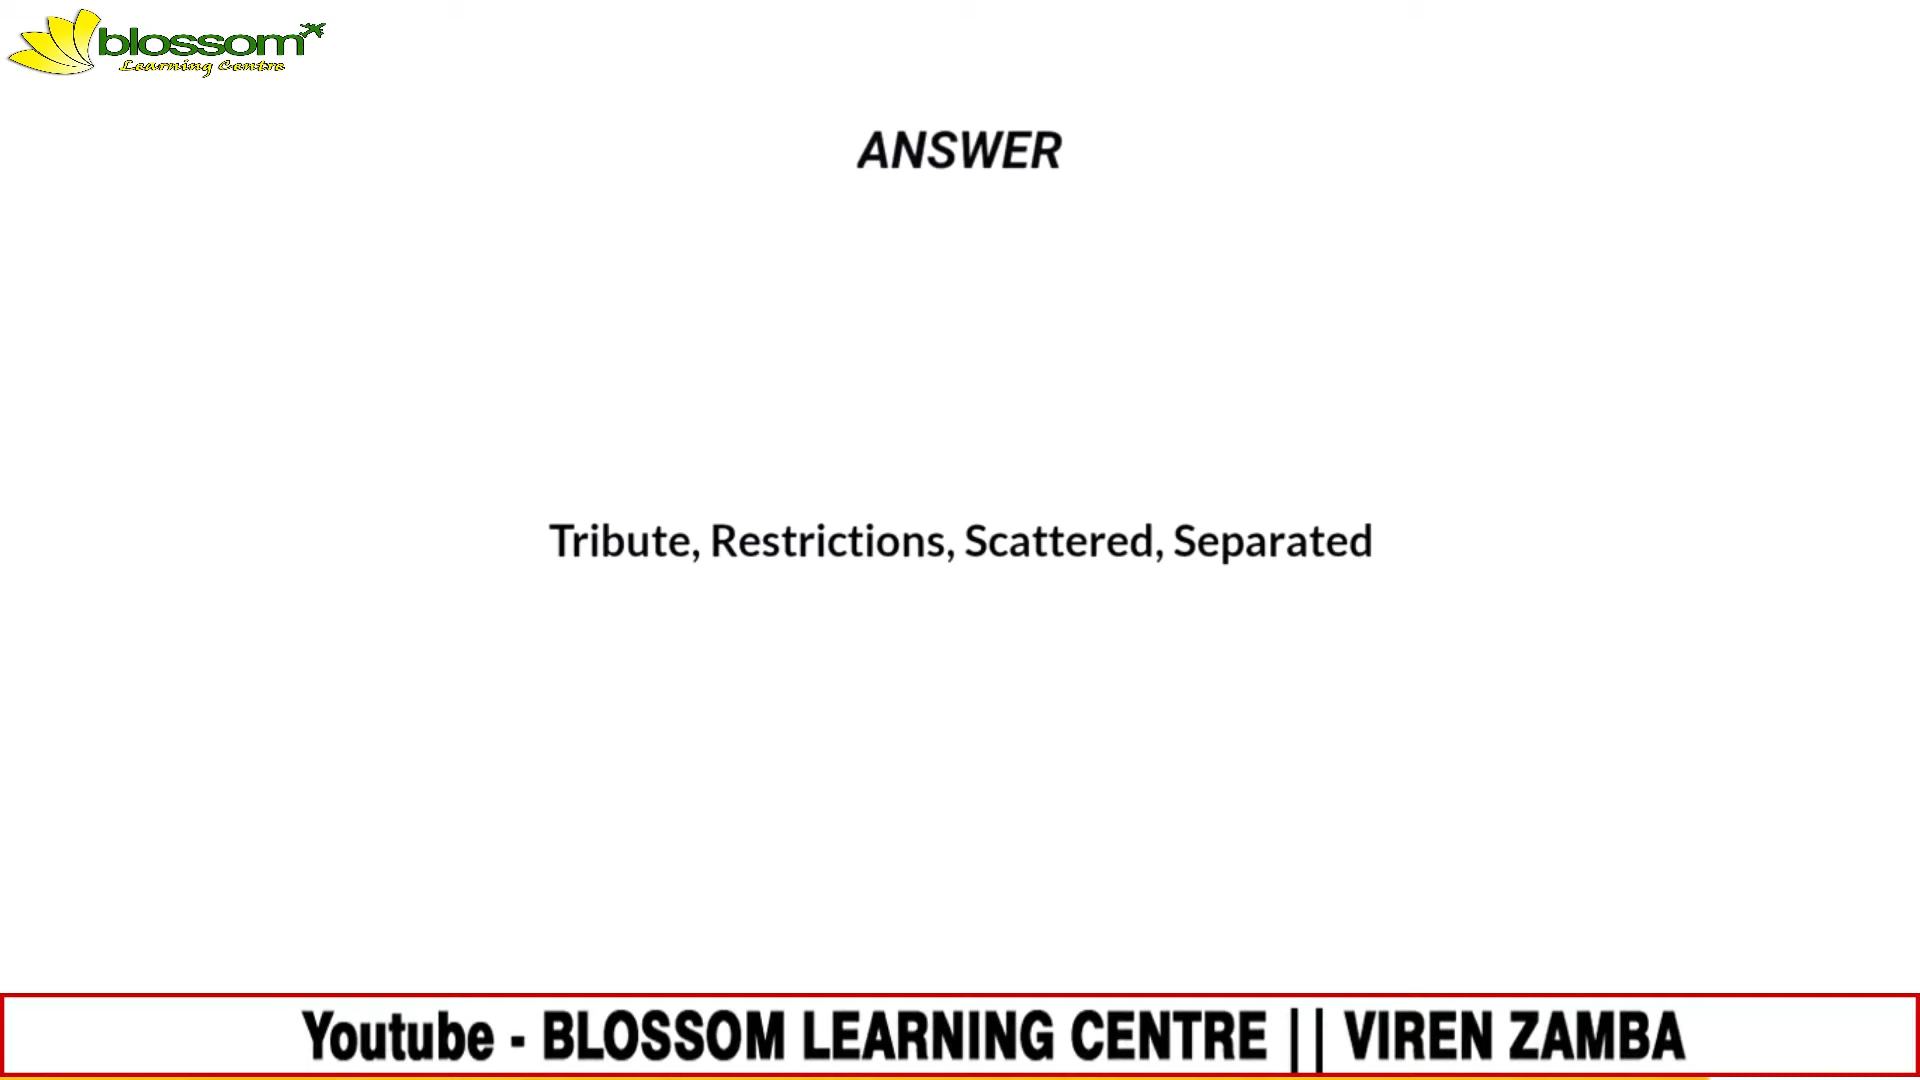 blossom
Learning Centre
ANSWER
Tribute, Restrictions, Scattered, Separated
Youtube - BLOSSOM LEARNING CENTRE || VIREN ZAMBA